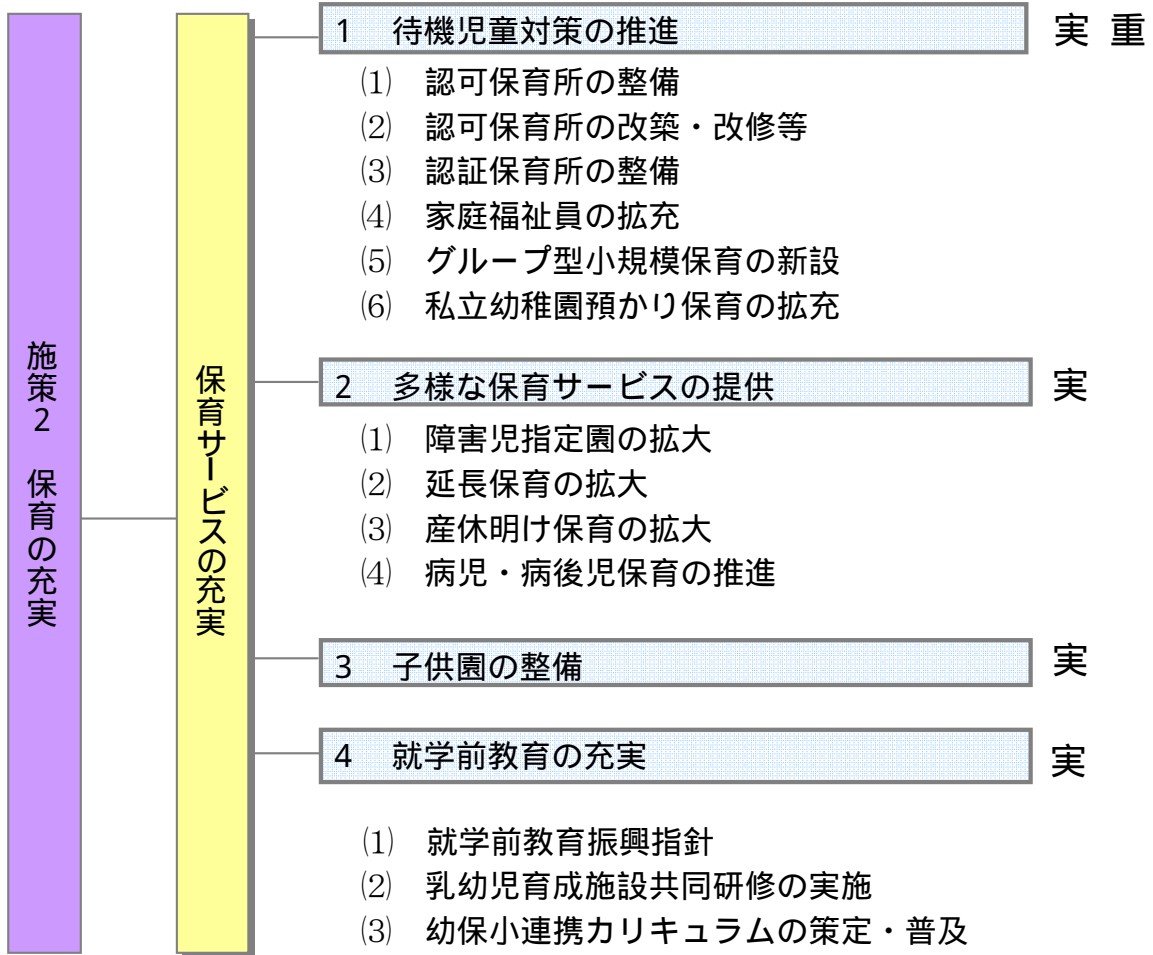 施策2　保育の充実
保育サービスの充実
1　待機児童対策の推進　実 重
⑴　認可保育所の整備
⑵　認可保育所の改築・改修等
⑶　認証保育所の整備
⑷　家庭福祉員の拡充
⑸　グループ型小規模保育の新設
⑹　私立幼稚園預かり保育の拡充
2　多様な保育サービスの提供　実
⑴　障害児指定園の拡大
⑵　延長保育の拡大
⑶　産休明け保育の拡大
⑷　病児・病後児保育の推進
3　子供園の整備　実
4　就学前教育の充実　実
⑴　就学前教育振興指針
⑵　乳幼児育成施設共同研修の実施
⑶　幼保小連携カリキュラムの策定・普及